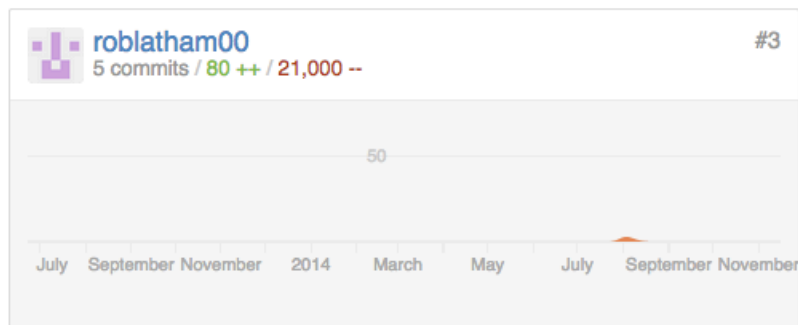 roblatham00
#3
5 commits / 80 ++ / 21,000 --
50
July September November 2014 March May July September November